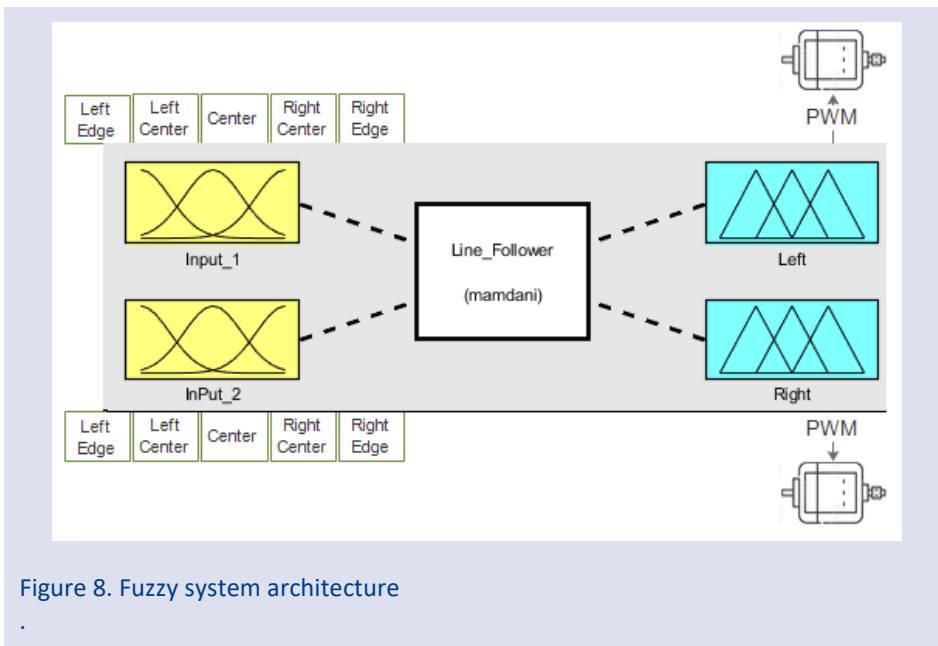 PWM
Left Edge
Left Center
Center
Right Center
Right Edge
Input_1
Line_Follower
(mamdani)
Left
InPut_2
Right
Left Edge
Left Center
Center
Right Center
Right Edge
PWM
Figure 8. Fuzzy system architecture
.